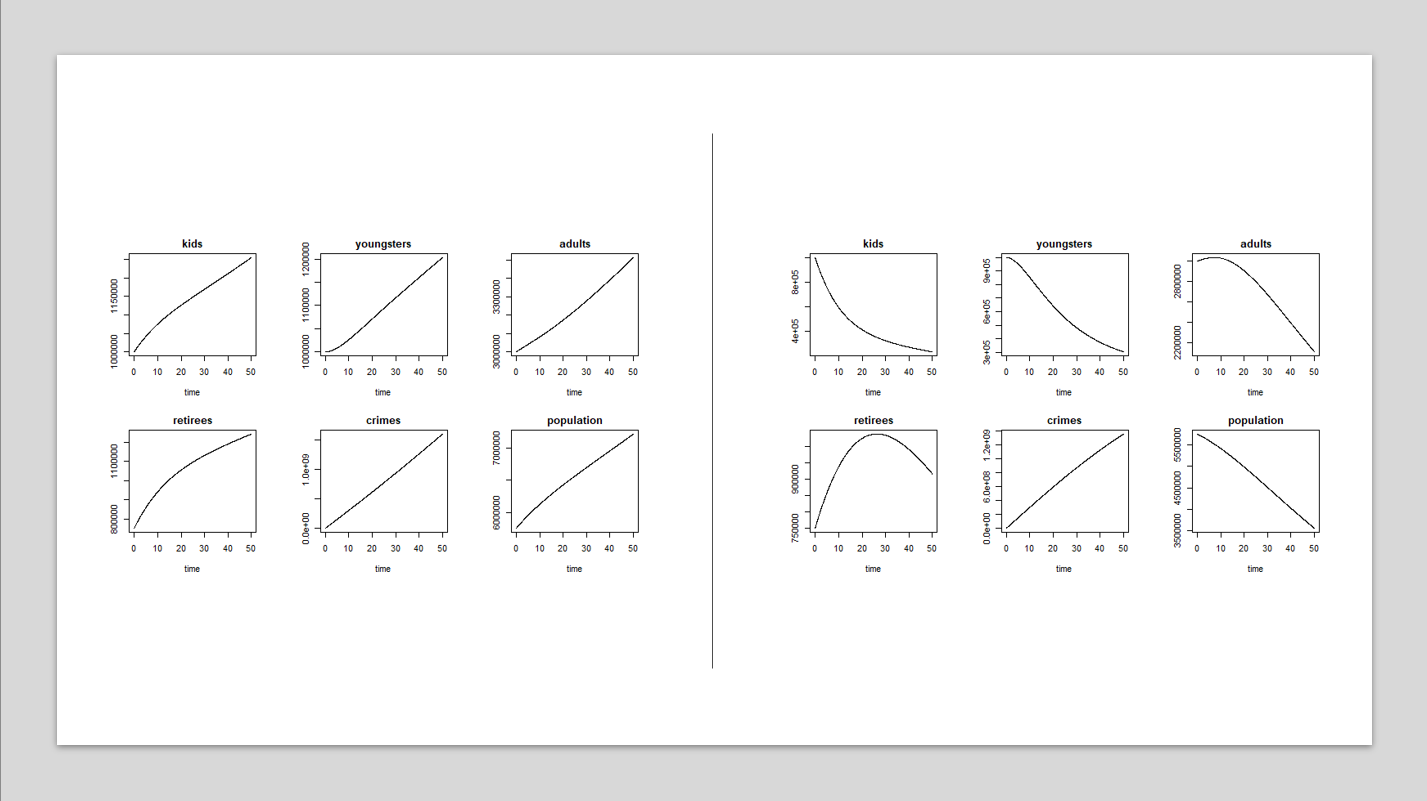 kids
1000000 1150000
0 10 20 30 40 50
time
youngsters
1000000 1100000 1200000
0 10 20 30 40 50
time
adults
3000000 3300000
0 10 20 30 40 50
time
retirees
800000 1100000
0 10 20 30 40 50
time
crimes
0.0e+00 1.0e+09
0 10 20 30 40 50
time
population
6000000 7000000
0 10 20 30 40 50
time
kids
4e+05 8e+05
0 10 20 30 40 50
time
youngsters
3e+05 6e+05 9e+05
0 10 20 30 40 50
time
adults
2200000 2800000
0 10 20 30 40 50
time
retirees
750000 900000
0 10 20 30 40 50
time
crimes
0.0e+00 6.0e+08 1.2e+09
0 10 20 30 40 50
time
population
3500000 4500000 5500000
0 10 20 30 40 50
time